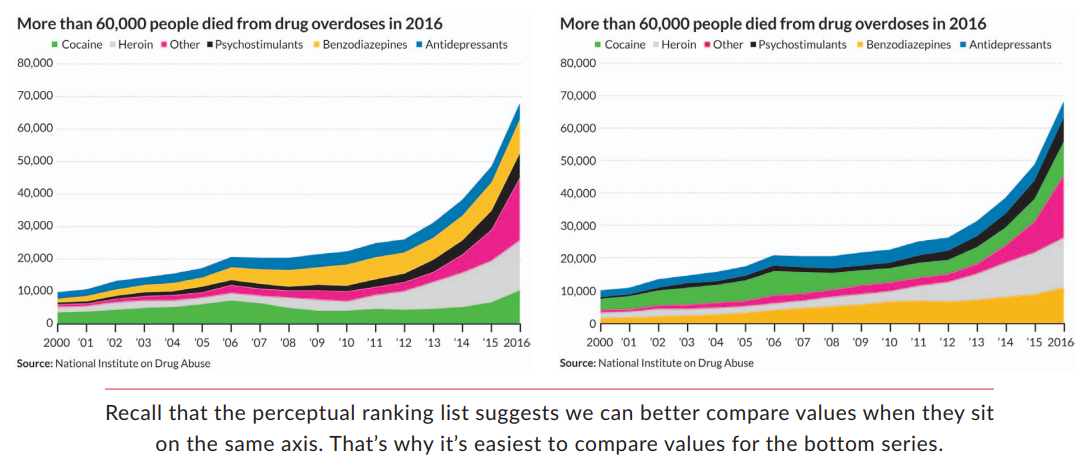 More than 60,000 people died from drug overdoses in 2016
Cocaine Heroin Other Psychostimulants Benzodiazepines Antidepressants
80,000
70,000
60,000
50,000
40,000
30,000
20,000
10,000
0
2000 '01 '02 '03 '04 '05 '06 '07 '08 '09 '10 '11 '12 '13 '14 '15 2016
Source: National Institute on Drug Abuse
More than 60,000 people died from drug overdoses in 2016
Cocaine Heroin Other Psychostimulants Benzodiazepines Antidepressants
80,000
70,000
60,000
50,000
40,000
30,000
20,000
10,000
0
2000 '01 '02 '03 '04 '05 '06 '07 '08 '09 '10 '11 '12 '13 '14 '15 2016
Source: National Institute on Drug Abuse
Recall that the perceptual ranking list suggests we can better compare values when they sit
on the same axis. That’s why it’s easiest to compare values for the bottom series.